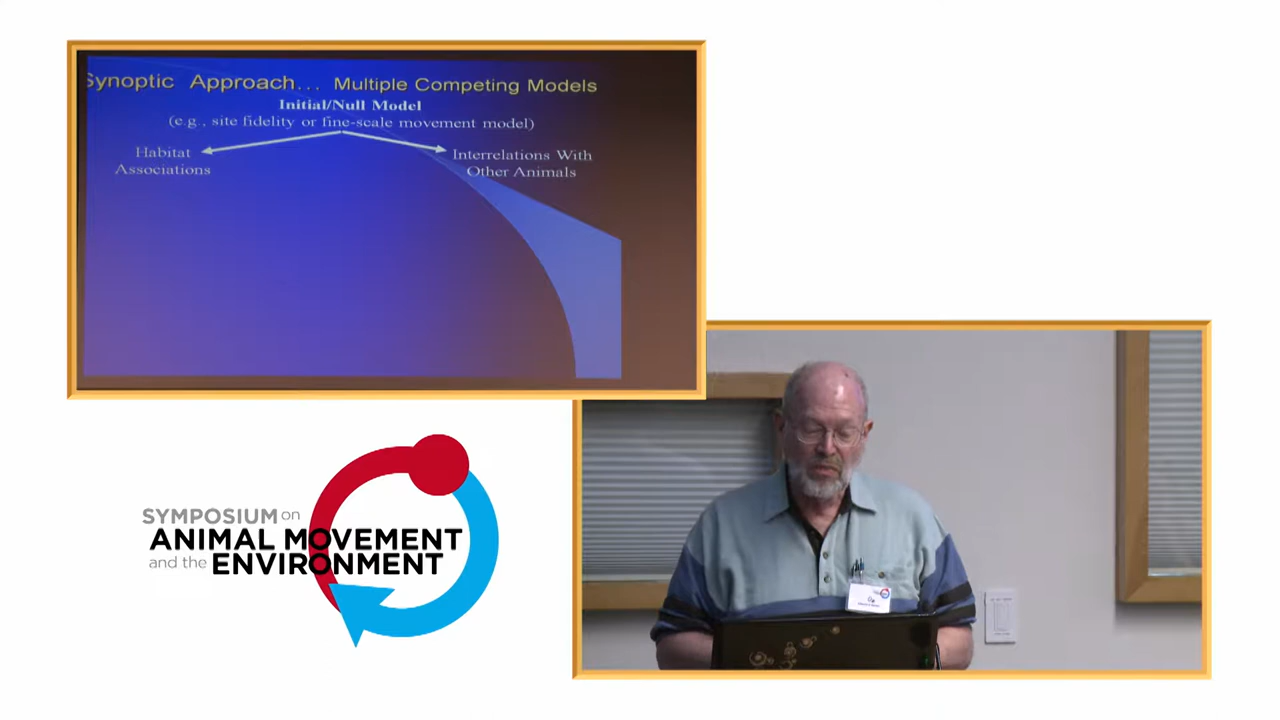 Synoptic Approach... Multiple Competing Models
Initial/Null Model
(e.g., site fidelity or fine-scale movement model)
Habitat
Associations
Interrelations With
Other Animals
SYMPOSIUM on
ANIMAL MOVEMENT
and the ENVIRONMENT